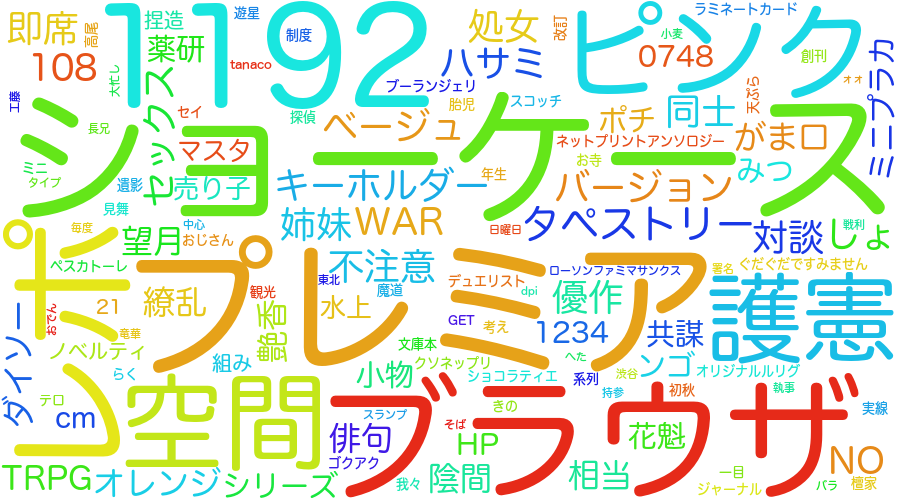 即席
高尾
108
工藤
大忙し
捏造
薬研
遊星
制度
tanaco
1192
セックス
セイ
探偵
ブーランジェリ
スコッチ
処女
ハサミ
改訂
ピンク
ラミネートカード
0748
小麦
創刊
ォォ
ミニプラカ
天ぷら
ショーケース
長兄
ミニ
タイプ
遺影
見舞
マスタ
売り子
ベージュ
胎児
ポチ
同士
ネットプリントアンソロジー
がま口
お寺
みつ
キーホルダー
年生
バージョン
毎度
望月
中心
おじさん
姉妹
WAR
日曜日
タペストリー
対談
戦利
しょ
ペスカトーレ
ポレ
プレミア
観光
東北
不注意
魔道
デュエリスト
ローソンファミマサンクス
署名
ぐだぐだですみません
21
おでん
竜華
繚乱
艶香
水上
dpi
優作
護憲
GET
考え
1234
共謀
ダイソー
ノベルティ
らく
組み
文庫本
クソネップリ
へた
ンゴ
オリジナルルリグ
小物
ショコラティエ
系列
渋谷
執事
テロ
cm
空間
ブラウザ
持参
初秋
実線
スランプ
きの
そば
俳句
HP
花魁
ゴクアク
TRPG
オレンジ
シリーズ
我々
陰間
相当
一目
NO
ジャーナル
バラ
檀家